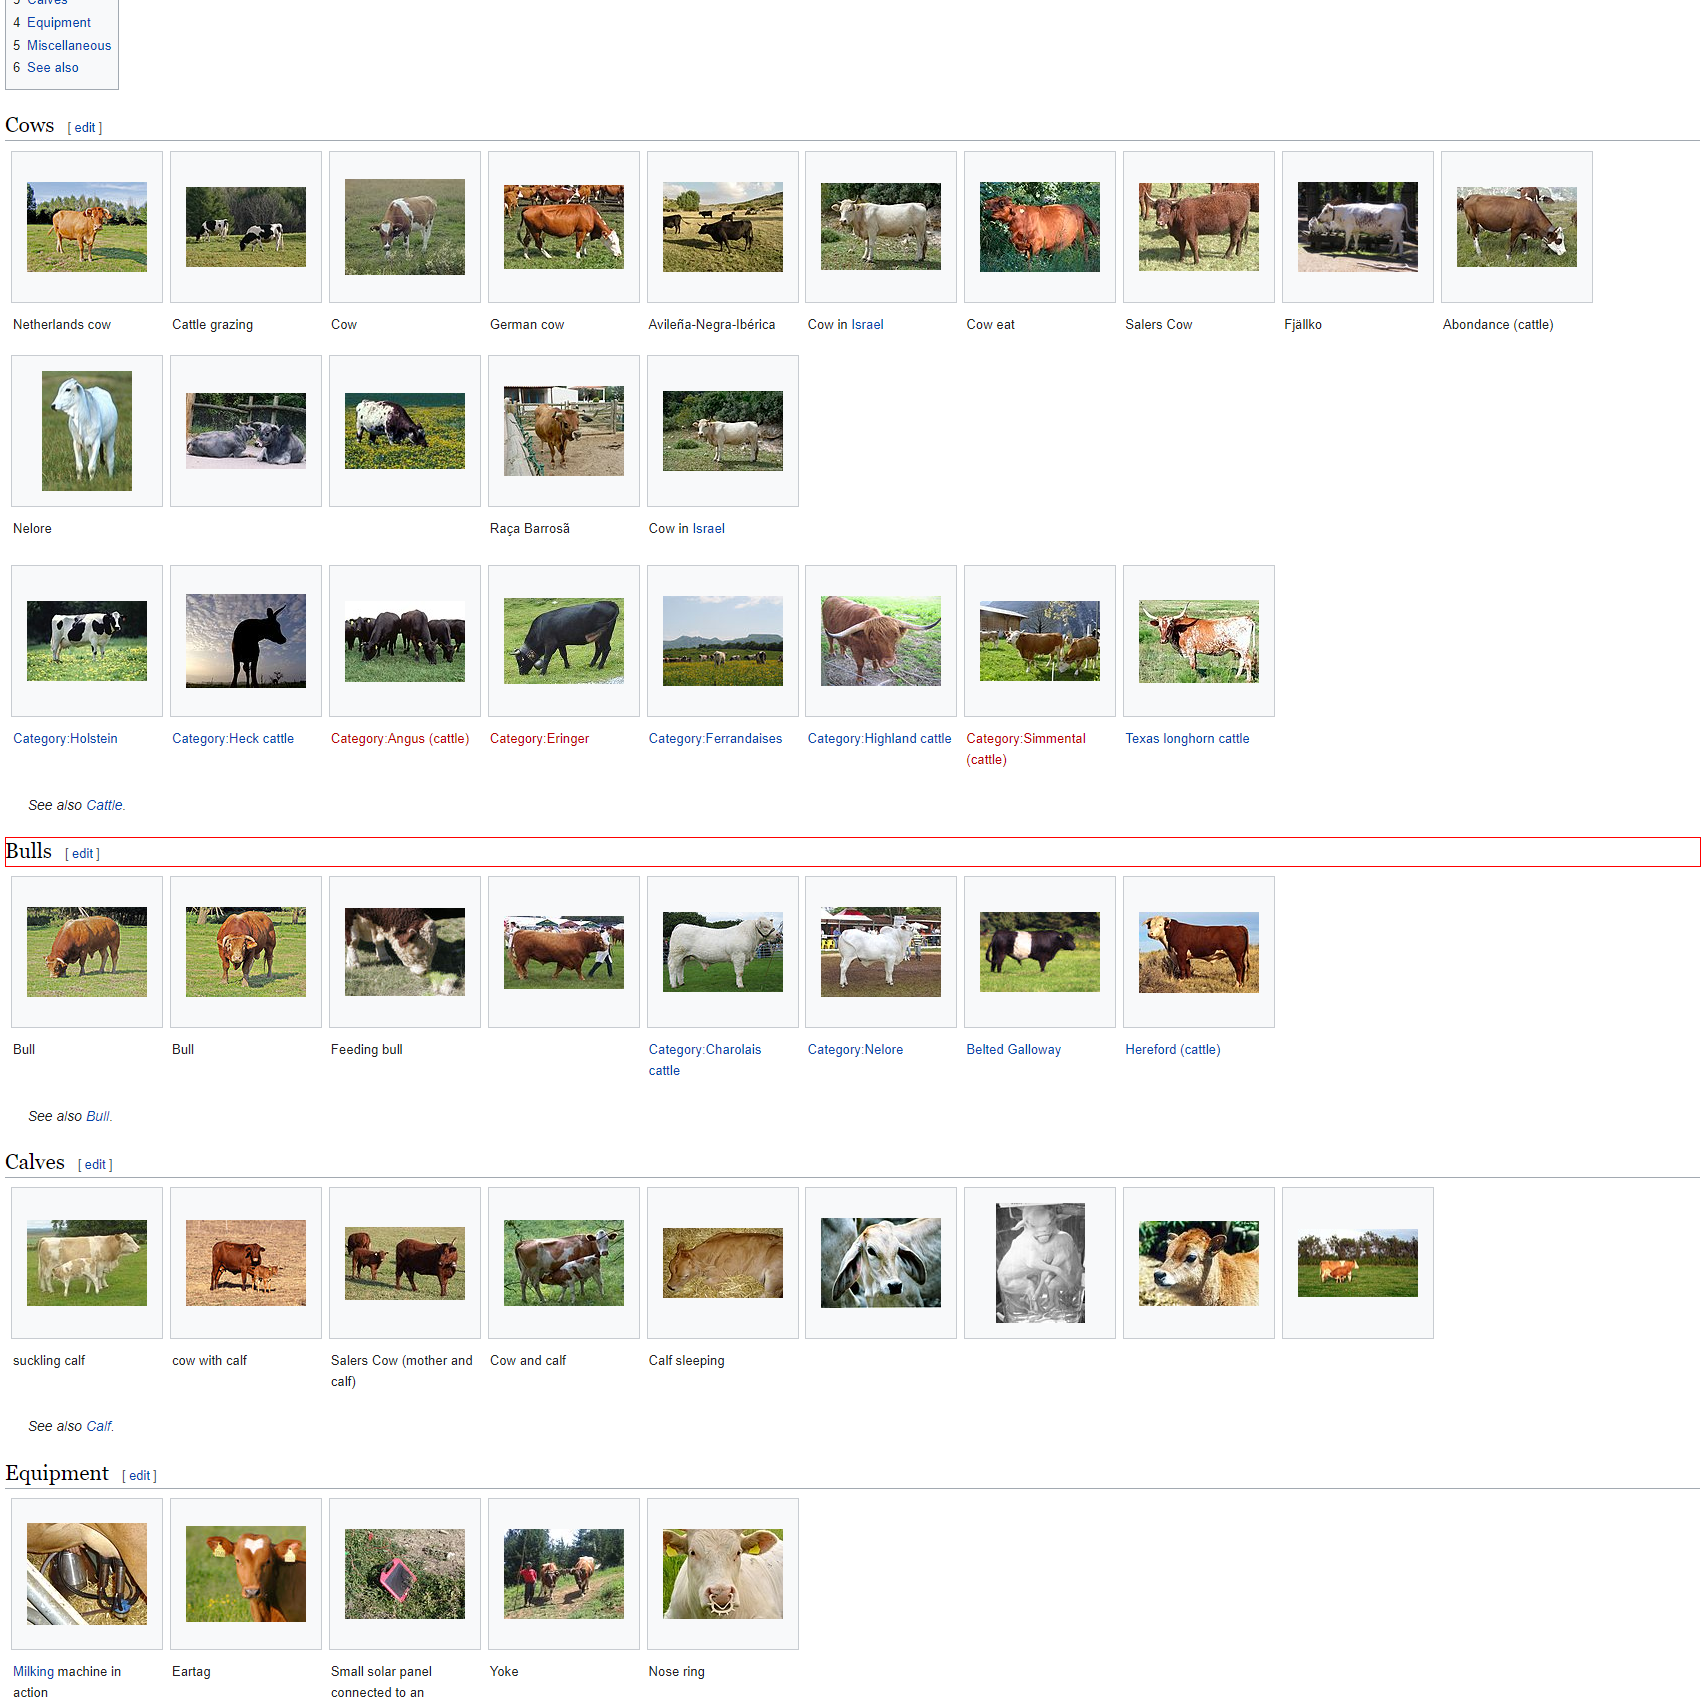 4 Equipment
5 Miscellaneous
6 See also
Cows [ edit ]
Netherlands cow
Cattle grazing
Cow
German cow
Avileña-Negra-Ibérica
Cow in Israel
Cow eat
Salers Cow
Fjällko
Abondance (cattle)
Nelore
Raça Barrosã
Cow in Israel
Category:Holstein
Category:Heck cattle
Category:Angus (cattle)
Category:Eringer
Category:Ferrandaises
Category:Highland cattle
Category:Simmental
(cattle)
Texas longhorn cattle
See also Cattle.
Bulls [ edit ]
Bull
Bull
Feeding bull
Category:Charolais
cattle
Category:Nelore
Belted Galloway
Hereford (cattle)
See also Bull.
Calves [ edit ]
suckling calf
cow with calf
Salers Cow (mother and
calf)
Cow and calf
Calf sleeping
See also Calf.
Equipment [ edit ]
Milking machine in
action
Eartag
Small solar panel
connected to an
Yoke
Nose ring